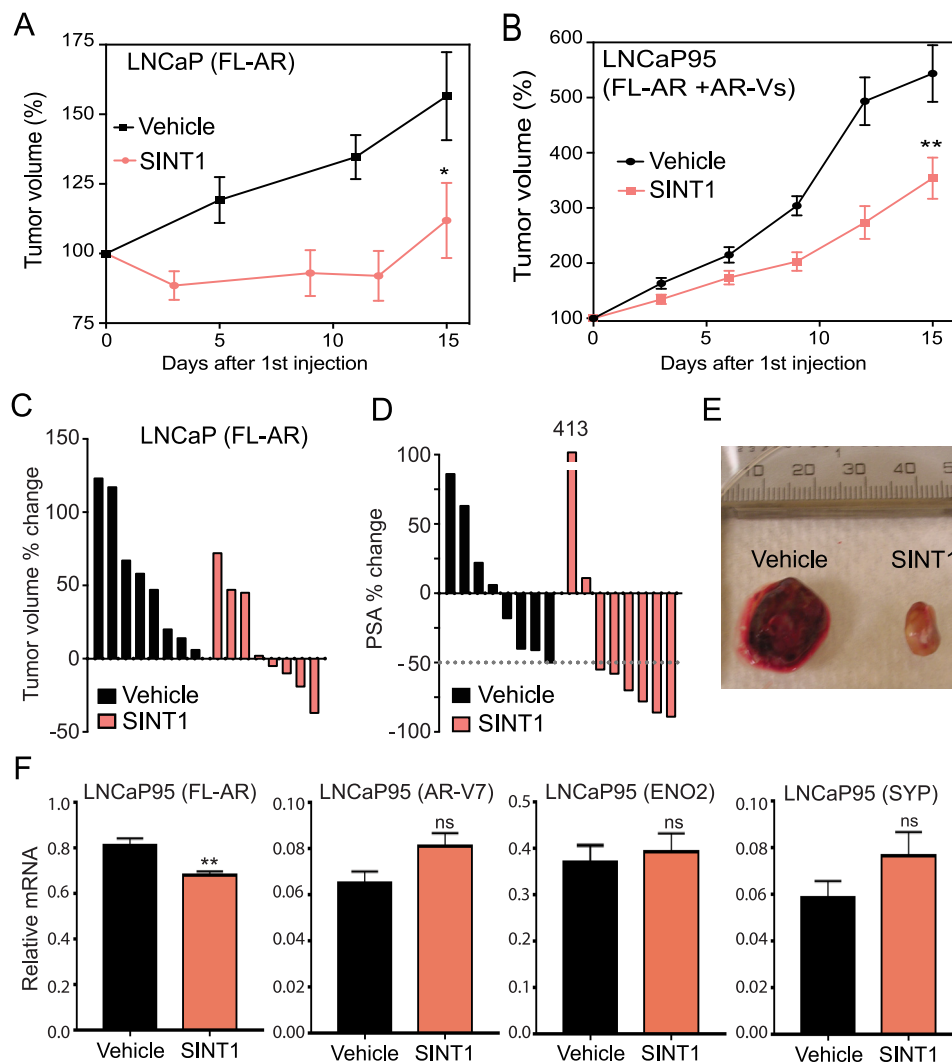 A
LNCaP (FL-AR)
Vehicle
SINT1
*
Tumor volume (%)
175
150
125
100
75
0
5
10
15
Days after 1st injection
B
LNCaP95
(FL-AR +AR-Vs)
Vehicle
SINT1
**
Tumor volume (%)
600
500
400
300
200
100
0
5
10
15
Days after 1st injection
C
LNCaP (FL-AR)
Tumor volume % change
150
100
50
0
-50
Vehicle
SINT1
D
413
PSA % change
100
50
0
-50
-100
Vehicle
SINT1
E
10 20 30 40
Vehicle
SINT1
F
Relative mRNA
LNCaP95 (FL-AR)
1.0
0.8
0.6
0.4
0.2
0.0
**
Vehicle SINT1
LNCaP95 (AR-V7)
0.10
0.08
0.06
0.04
0.02
0.00
ns
Vehicle SINT1
LNCaP95 (ENO2)
0.5
0.4
0.3
0.2
0.1
0.0
ns
Vehicle SINT1
LNCaP95 (SYP)
0.10
0.08
0.06
0.04
0.02
0.00
ns
Vehicle SINT1